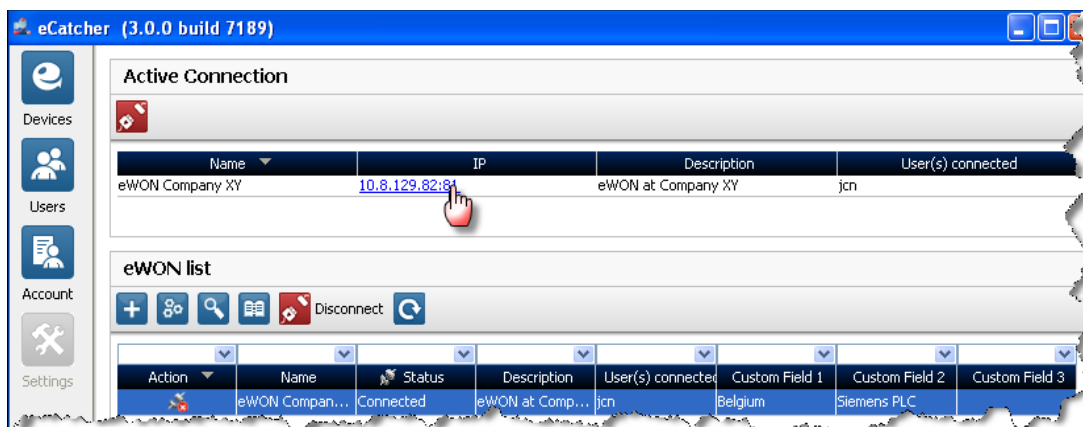 eCatcher (3.0.0 build 7189)
Devices
Users
Account
Settings
Active Connection
Name IP Description User(s) connected
eWON Company XY 10.8.129.82:81 eWON at Company XY jcn
eWON list
Disconnect
Action Name Status Description User(s) connected Custom Field 1 Custom Field 2 Custom Field 3
eWON Compan... Connected eWON at Comp... jcn Belgium Siemens PLC